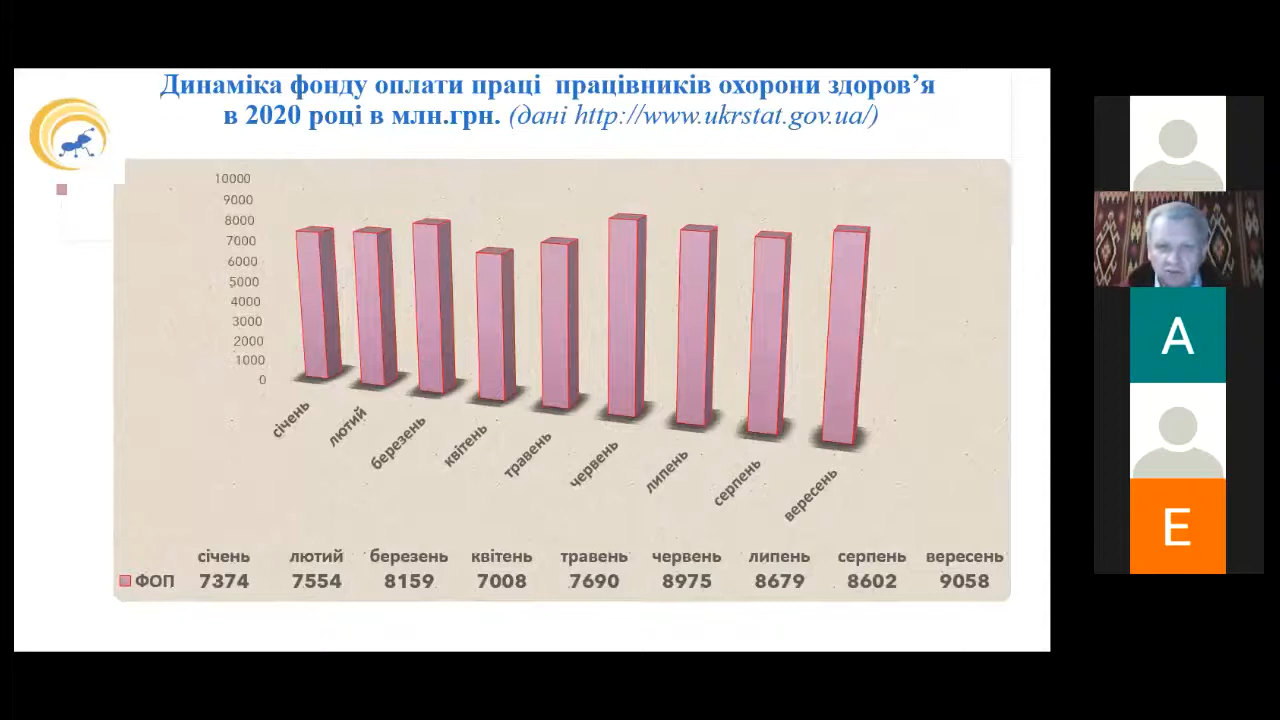 Динаміка фонду оплати праці працівників охорони здоров’я
в 2020 році в млн.грн. (дані http://www.ukrstat.gov.ua/)
10000
9000
8000
7000
6000
5000
4000
3000
2000
1000
0
січень
лютий
березень
квітень
травень
червень
липень
серпень
вересень
січень лютий березень квітень травень червень липень серпень вересень
ФОП 7374 7554 8159 7008 7690 8975 8679 8602 9058
A
E